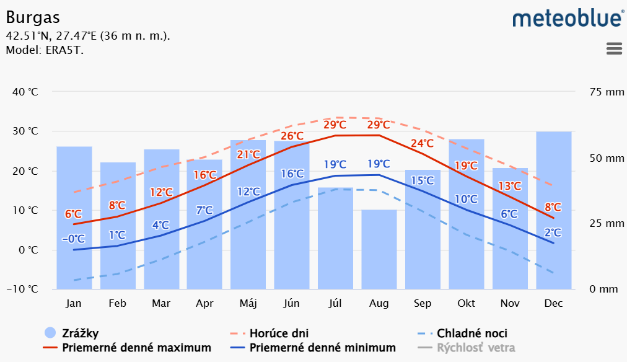 Burgas
meteoblue®
42.51°N, 27.47°E (36 m n. m.).
Model: ERA5T.
40 °C 75 mm
30 °C 29°C 29°C
26°C 24°C 50 mm
20 °C 21°C 19°C 19°C 19°C
16°C 16°C 15°C
12°C 12°C 13°C
10 °C 6°C 8°C 7°C 10°C 8°C 25 mm
4°C 6°C
0 °C -0°C 1°C 2°C
-10 °C 0 mm
Jan Feb Mar Apr Máj Jún Júl Aug Sep Okt Nov Dec
Zrážky Horúce dni Chladné noci
Priemerné denné maximum Priemerné denné minimum Rýchlosť vetra